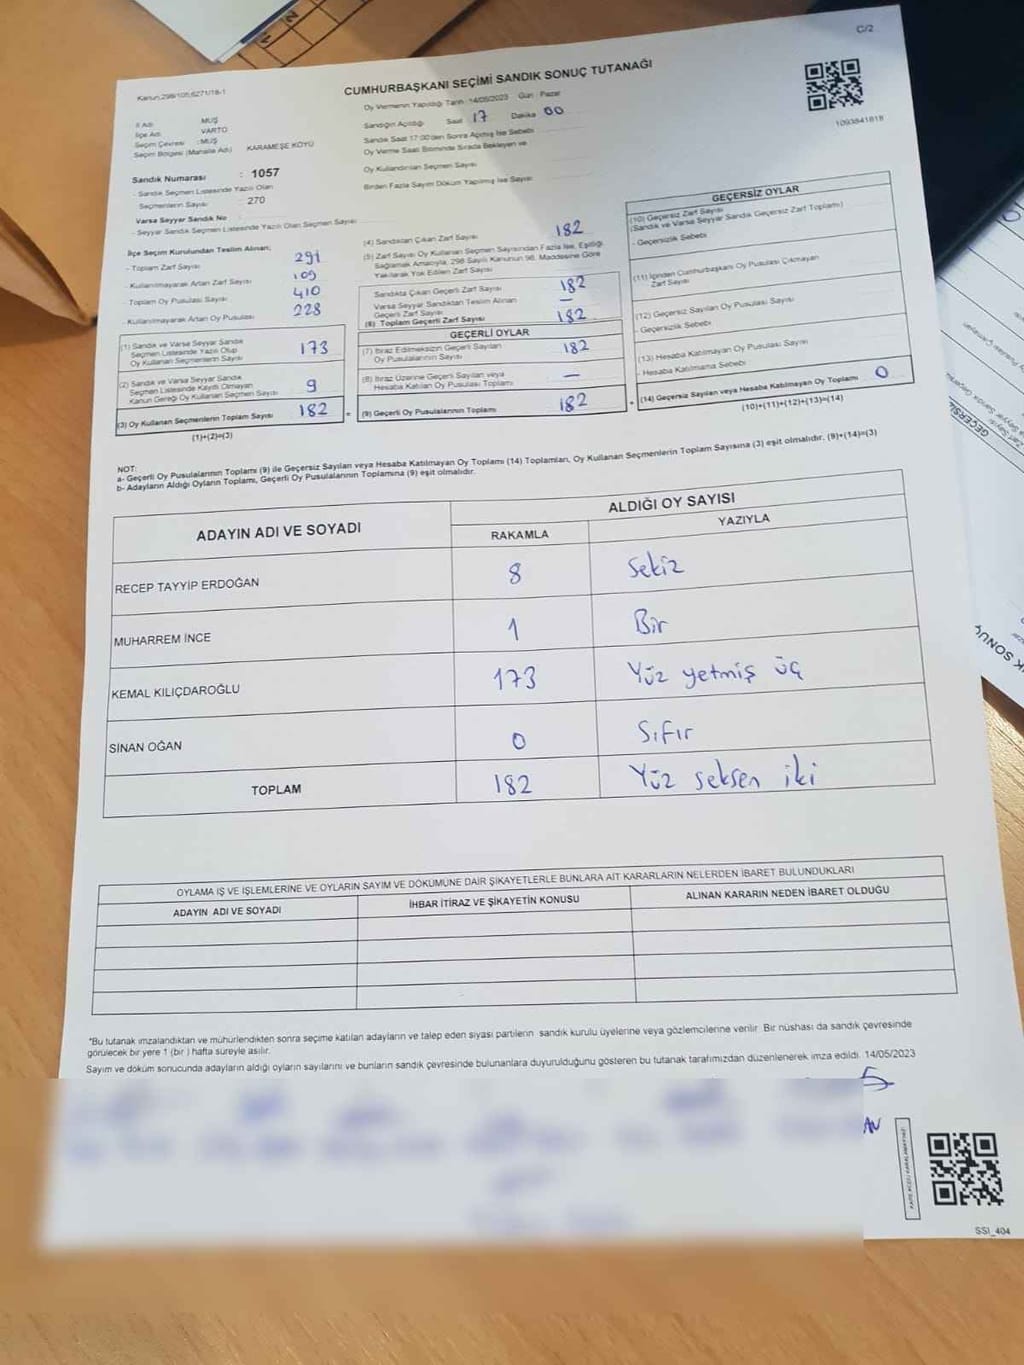 C/2
Kanun,298/105,6271/18-1
CUMHURBAŞKANI SEÇİMİ SANDIK SONUÇ TUTANAĞI
Oy Vermenin Yapıldığı Tarih :14/05/2023 Gün : Pazar
İl Adı : MUŞ
İlçe Adı : VARTO
Seçim Çevresi : MUŞ
Seçim Bölgesi (Mahalle Adı) KARAMEŞE KÖYÜ
Sandığın Açıldığı Saat 17 Dakika 00
Sandık Saat 17:00'den Sonra Açılmış İse Sebebi
Oy Verme Saati Bitiminde Sırada Bekleyen ve
Oy Kullandırılan Seçmen Sayısı
Birden Fazla Sayım Döküm Yapılmış İse Sayısı
1093841818
Sandık Numarası : 1057
- Sandık Seçmen Listesinde Yazılı Olan
Seçmenlerin Sayısı : 270
Varsa Seyyar Sandık No
- Seyyar Sandık Listesinde Yazılı Olan Seçmen Sayısı
İlçe Seçim Kurulundan Teslim Alınan;
- Toplam Zarf Sayısı 291
- Kullanılmayarak Artan Zarf Sayısı 109
- Toplam Oy Pusulası Sayısı 410
- Kullanılmayarak Artan Oy Pusulası 228
(1) Sandık ve Varsa Seyyar Sandık
Seçmen Listesinde Yazılı Olup
Oy Kullanan Seçmenlerin Sayısı 173
(2) Sandık ve Varsa Seyyar Sandık
Seçmen Listesinde Kayıtlı Olmayan
Kanun Gereği Oy Kullanan Seçmen Sayısı 9
(3) Oy Kullanan Seçmenlerin Toplam Sayısı 182
(1)+(2)=(3)
(4) Sandıktan Çıkan Zarf Sayısı 182
(5) Zarf Sayısı Oy Kullanan Seçmen Sayısından Fazla İse, Eşitliği
Sağlamak Amacıyla, 298 Sayılı Kanunun 98. Maddesine Göre
Yakılarak Yok Edilen Zarf Sayısı
Sandıkta Çıkan Geçerli Zarf Sayısı 182
Varsa Seyyar Sandıktan Teslim Alınan
Geçerli Zarf Sayısı —
(6) Toplam Geçerli Zarf Sayısı 182
GEÇERLİ OYLAR
(7) İtiraz Edilmeksizin Geçerli Sayılan
Oy Pusulalarının Sayısı 182
(8) İtiraz Üzerine Geçerli Sayılan veya
Hesaba Katılan Oy Pusulası Toplamı —
(9) Geçerli Oy Pusulalarının Toplamı 182
=
+
GEÇERSİZ OYLAR
(10) Geçersiz Zarf Sayısı
(Sandık ve Varsa Seyyar Sandık Geçersiz Zarf Toplamı)
- Geçersizlik Sebebi
(11) İçinden Cumhurbaşkanı Oy Pusulası Çıkmayan
Zarf Sayısı
(12) Geçersiz Sayılan Oy Pusulası Sayısı
- Geçersizlik Sebebi
(13) Hesaba Katılmayan Oy Pusulası Sayısı
- Hesaba Katılmama Sebebi
(14) Geçersiz Sayılan veya Hesaba Katılmayan Oy Toplamı 0
(10)+(11)+(12)+(13)=(14)
NOT:
a- Geçerli Oy Pusulalarının Toplamı (9) ile Geçersiz Sayılan veya Hesaba Katılmayan Oy Toplamı (14) Toplamları, Oy Kullanan Seçmenlerin Toplam Sayısına (3) eşit olmalıdır. (9)+(14)=(3)
b- Adayların Aldığı Oyların Toplamı, Geçerli Oy Pusulalarının Toplamına (9) eşit olmalıdır.
ADAYIN ADI VE SOYADI
ALDIĞI OY SAYISI
RAKAMLA YAZIYLA
RECEP TAYYİP ERDOĞAN 8 Sekiz
MUHARREM İNCE 1 Bir
KEMAL KILIÇDAROĞLU 173 Yüz yetmiş üç
SİNAN OĞAN 0 Sıfır
TOPLAM 182 Yüz seksen iki
OYLAMA İŞ VE İŞLEMLERİNE VE OYLARIN SAYIM VE DÖKÜMÜNE DAİR ŞİKAYETLERLE BUNLARA AİT KARARLARIN NELERDEN İBARET BULUNDUKLARI
ADAYIN ADI VE SOYADI İHBAR İTİRAZ VE ŞİKAYETİN KONUSU ALINAN KARARIN NEDEN İBARET OLDUĞU
*Bu tutanak imzalandıktan ve mühürlendikten sonra seçime katılan adayların ve talep eden siyasi partilerin sandık kurulu üyelerine veya gözlemcilerine verilir. Bir nüshası da sandık çevresinde
görülecek bir yere 1 (bir ) hafta süreyle asılır.
Sayım ve döküm sonucunda adayların aldığı oyların sayılarını ve bunların sandık çevresinde bulunanlara duyurulduğunu gösteren bu tutanak tarafımızdan düzenlenerek imza edildi. 14/05/2023
AN
SSI_404
GEÇERSİZ
SONUÇ